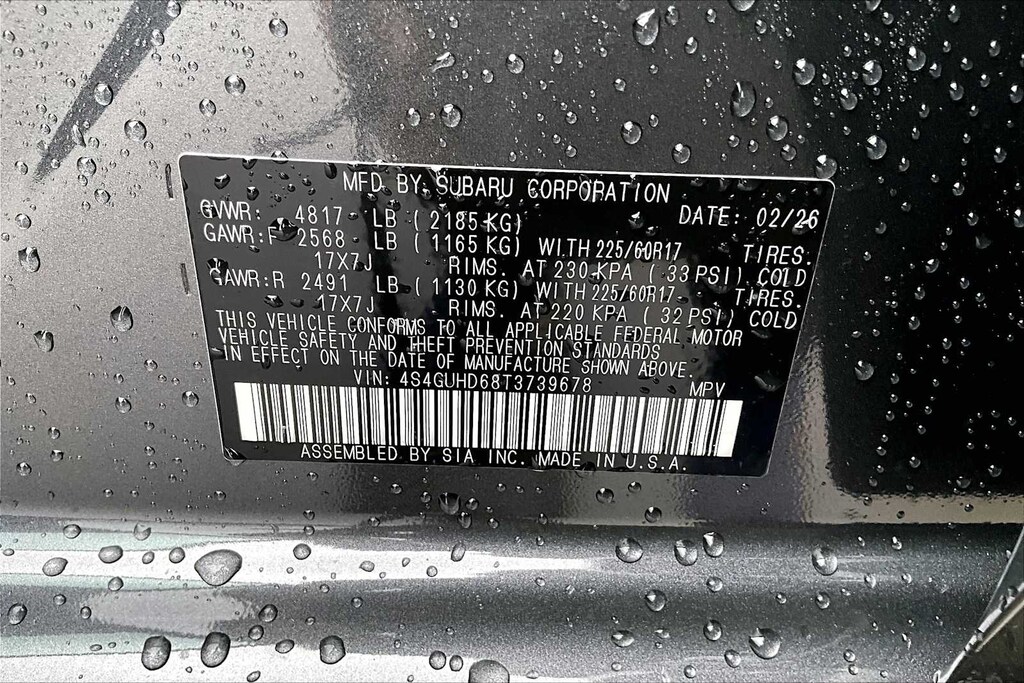 MFD BY SUBARU CORPORATION
GVWR: 4817 LB (2185 KG) DATE: 02/26
GAWR:F 2568 LB (1165 KG) WITH 225/60R17 TIRES.
17X7J RIMS. AT 230 KPA (33 PSI) COLD
GAWR:R 2491 LB (1130 KG) WITH 225/60R17 TIRES.
17X7J RIMS. AT 220 KPA (32 PSI) COLD
THIS VEHICLE CONFORMS TO ALL APPLICABLE FEDERAL MOTOR
VEHICLE SAFETY AND THEFT PREVENTION STANDARDS
IN EFFECT ON THE DATE OF MANUFACTURE SHOWN ABOVE.
VIN: 4S4GUHD68T3739678 MPV
ASSEMBLED BY SIA INC. MADE IN U.S.A.